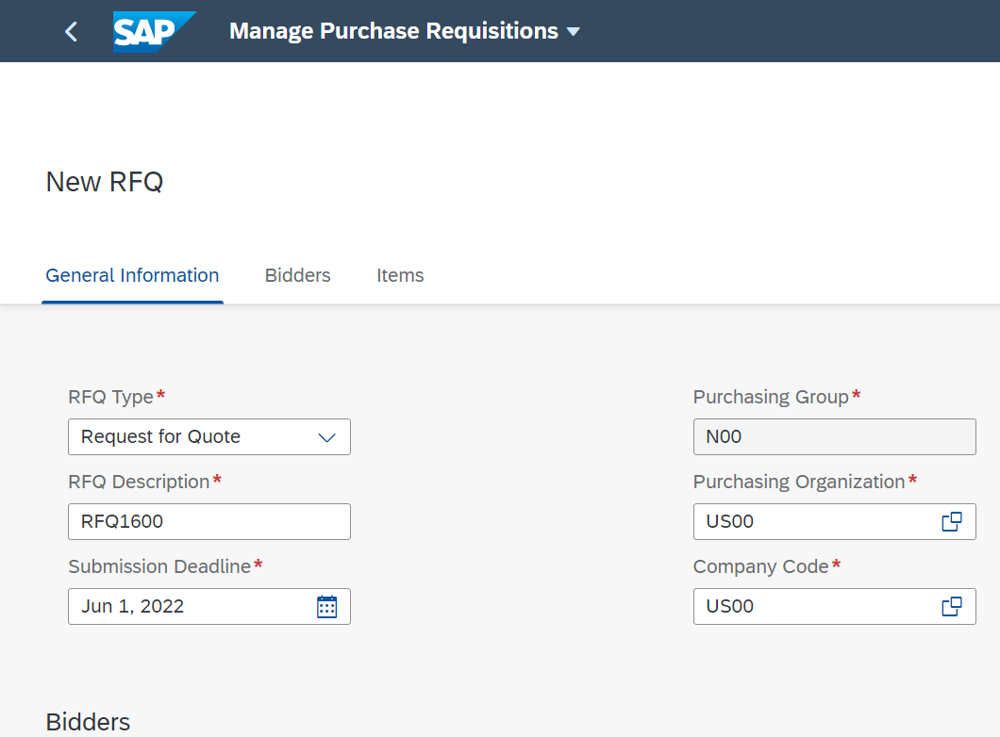 SAP
Manage Purchase Requisitions
New RFQ
General Information
Bidders
Items
RFQ Type*
Request for Quote
RFQ Description*
RFQ1600
Submission Deadline*
Jun 1, 2022
Purchasing Group*
N00
Purchasing Organization*
US00
Company Code*
US00
Bidders